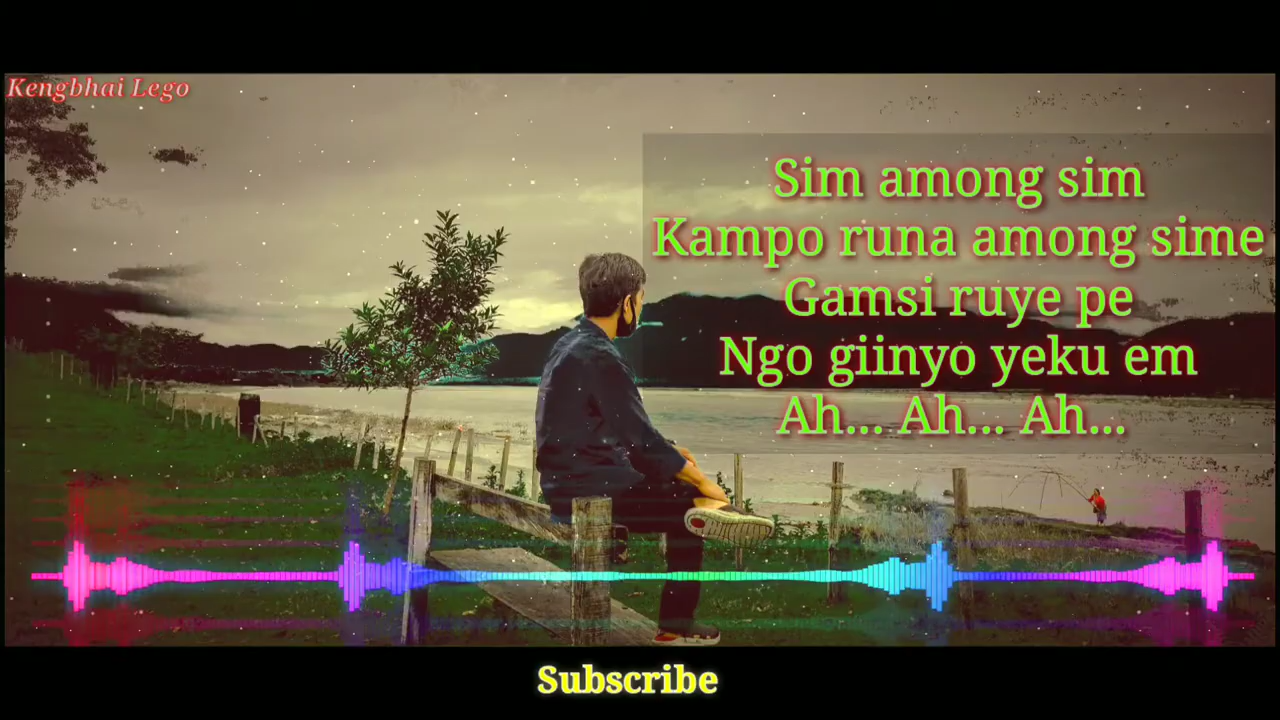 Kengbhai Lego
Sim among sim
Kampo runa among sime
Gamsi ruye pe
Ngo giinyo yeku em
Ah... Ah... Ah...
Subscribe